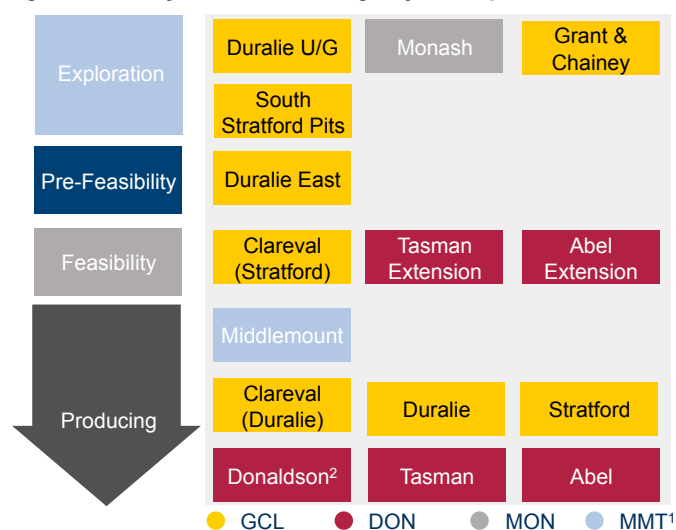 Exploration
Duralie U/G
Monash
Grant &
Chainey
South
Stratford Pits
Pre-Feasibility
Duralie East
Feasibility
Clareval
(Stratford)
Tasman
Extension
Abel
Extension
Producing
Middlemount
Clareval
(Duralie)
Duralie
Stratford
Donaldson²
Tasman
Abel
GCL
DON
MON
MMT¹